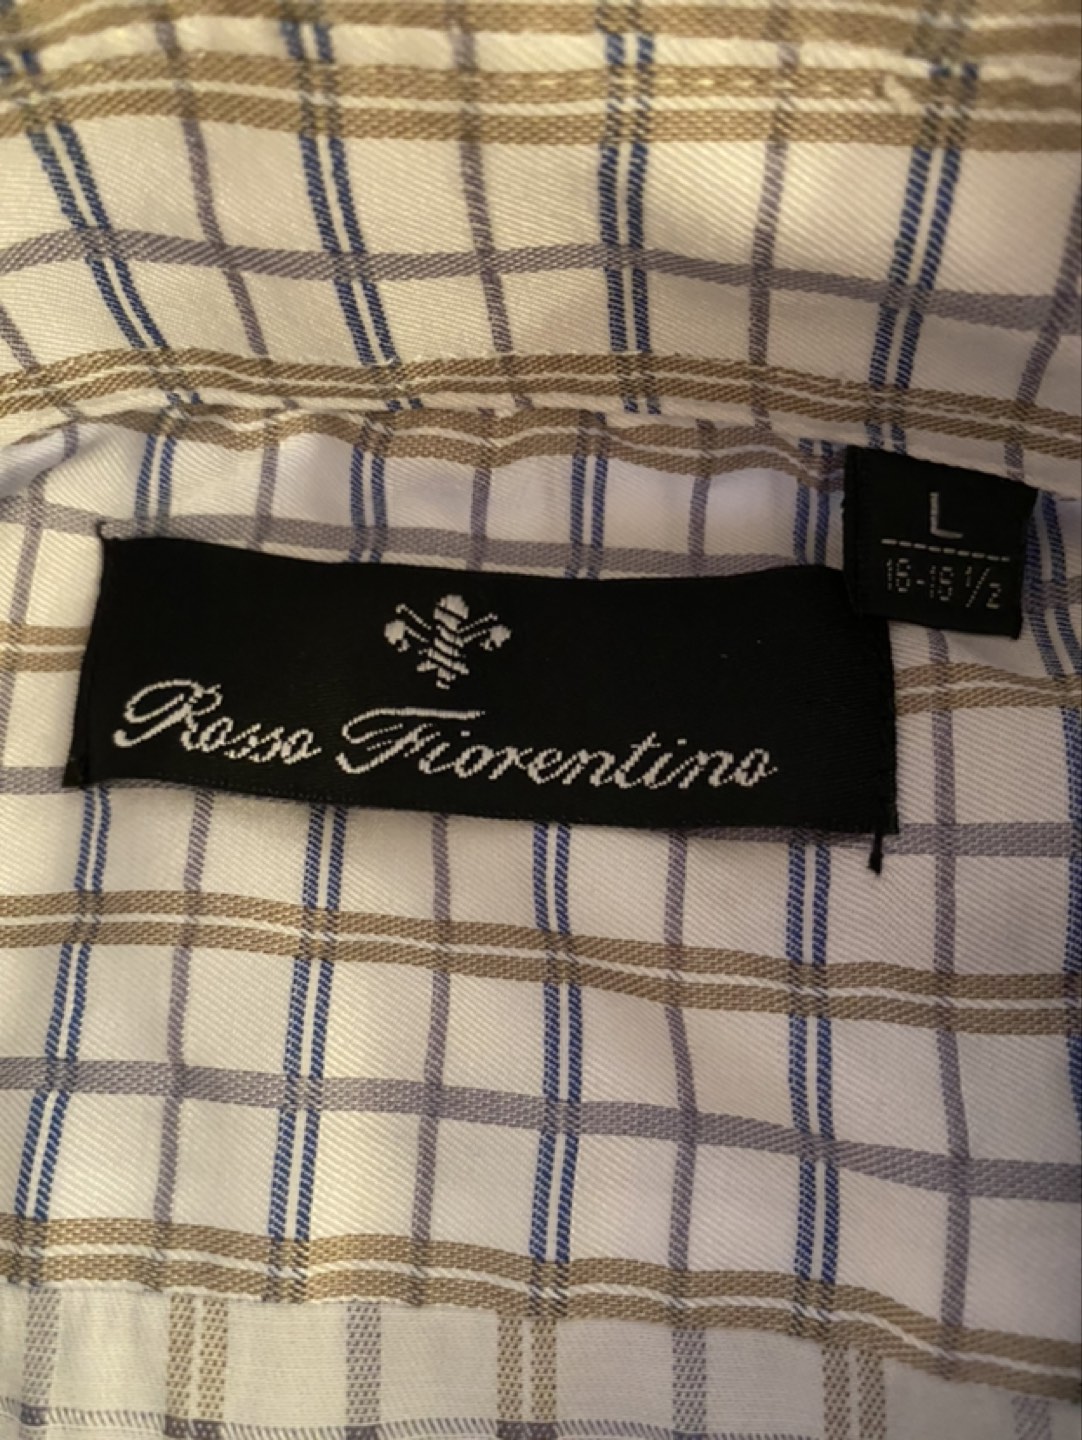 L
16-16 ½
Rosso Fiorentino